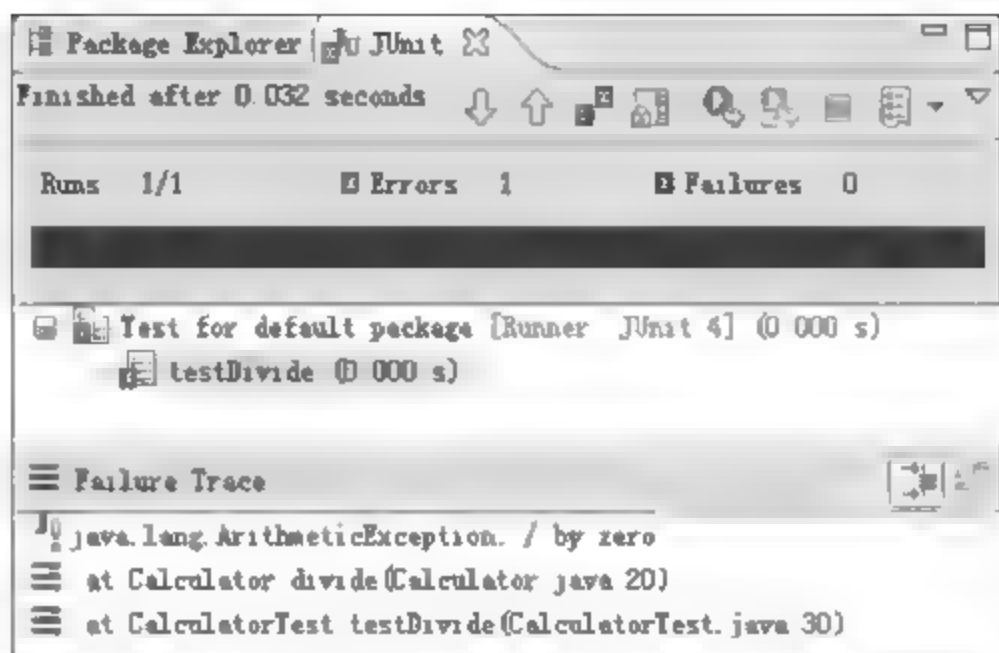 Package Explorer JUnit
Finished after 0.032 seconds
Runs 1/1 Errors 1 Failures 0
Test for default package [Runner JUnit 4] (0 000 s)
testDivide (0 000 s)
Failure Trace
java.lang.ArithmeticException. / by zero
at Calculator divide(Calculator java 20)
at CalculatorTest testDivide(CalculatorTest.java 30)